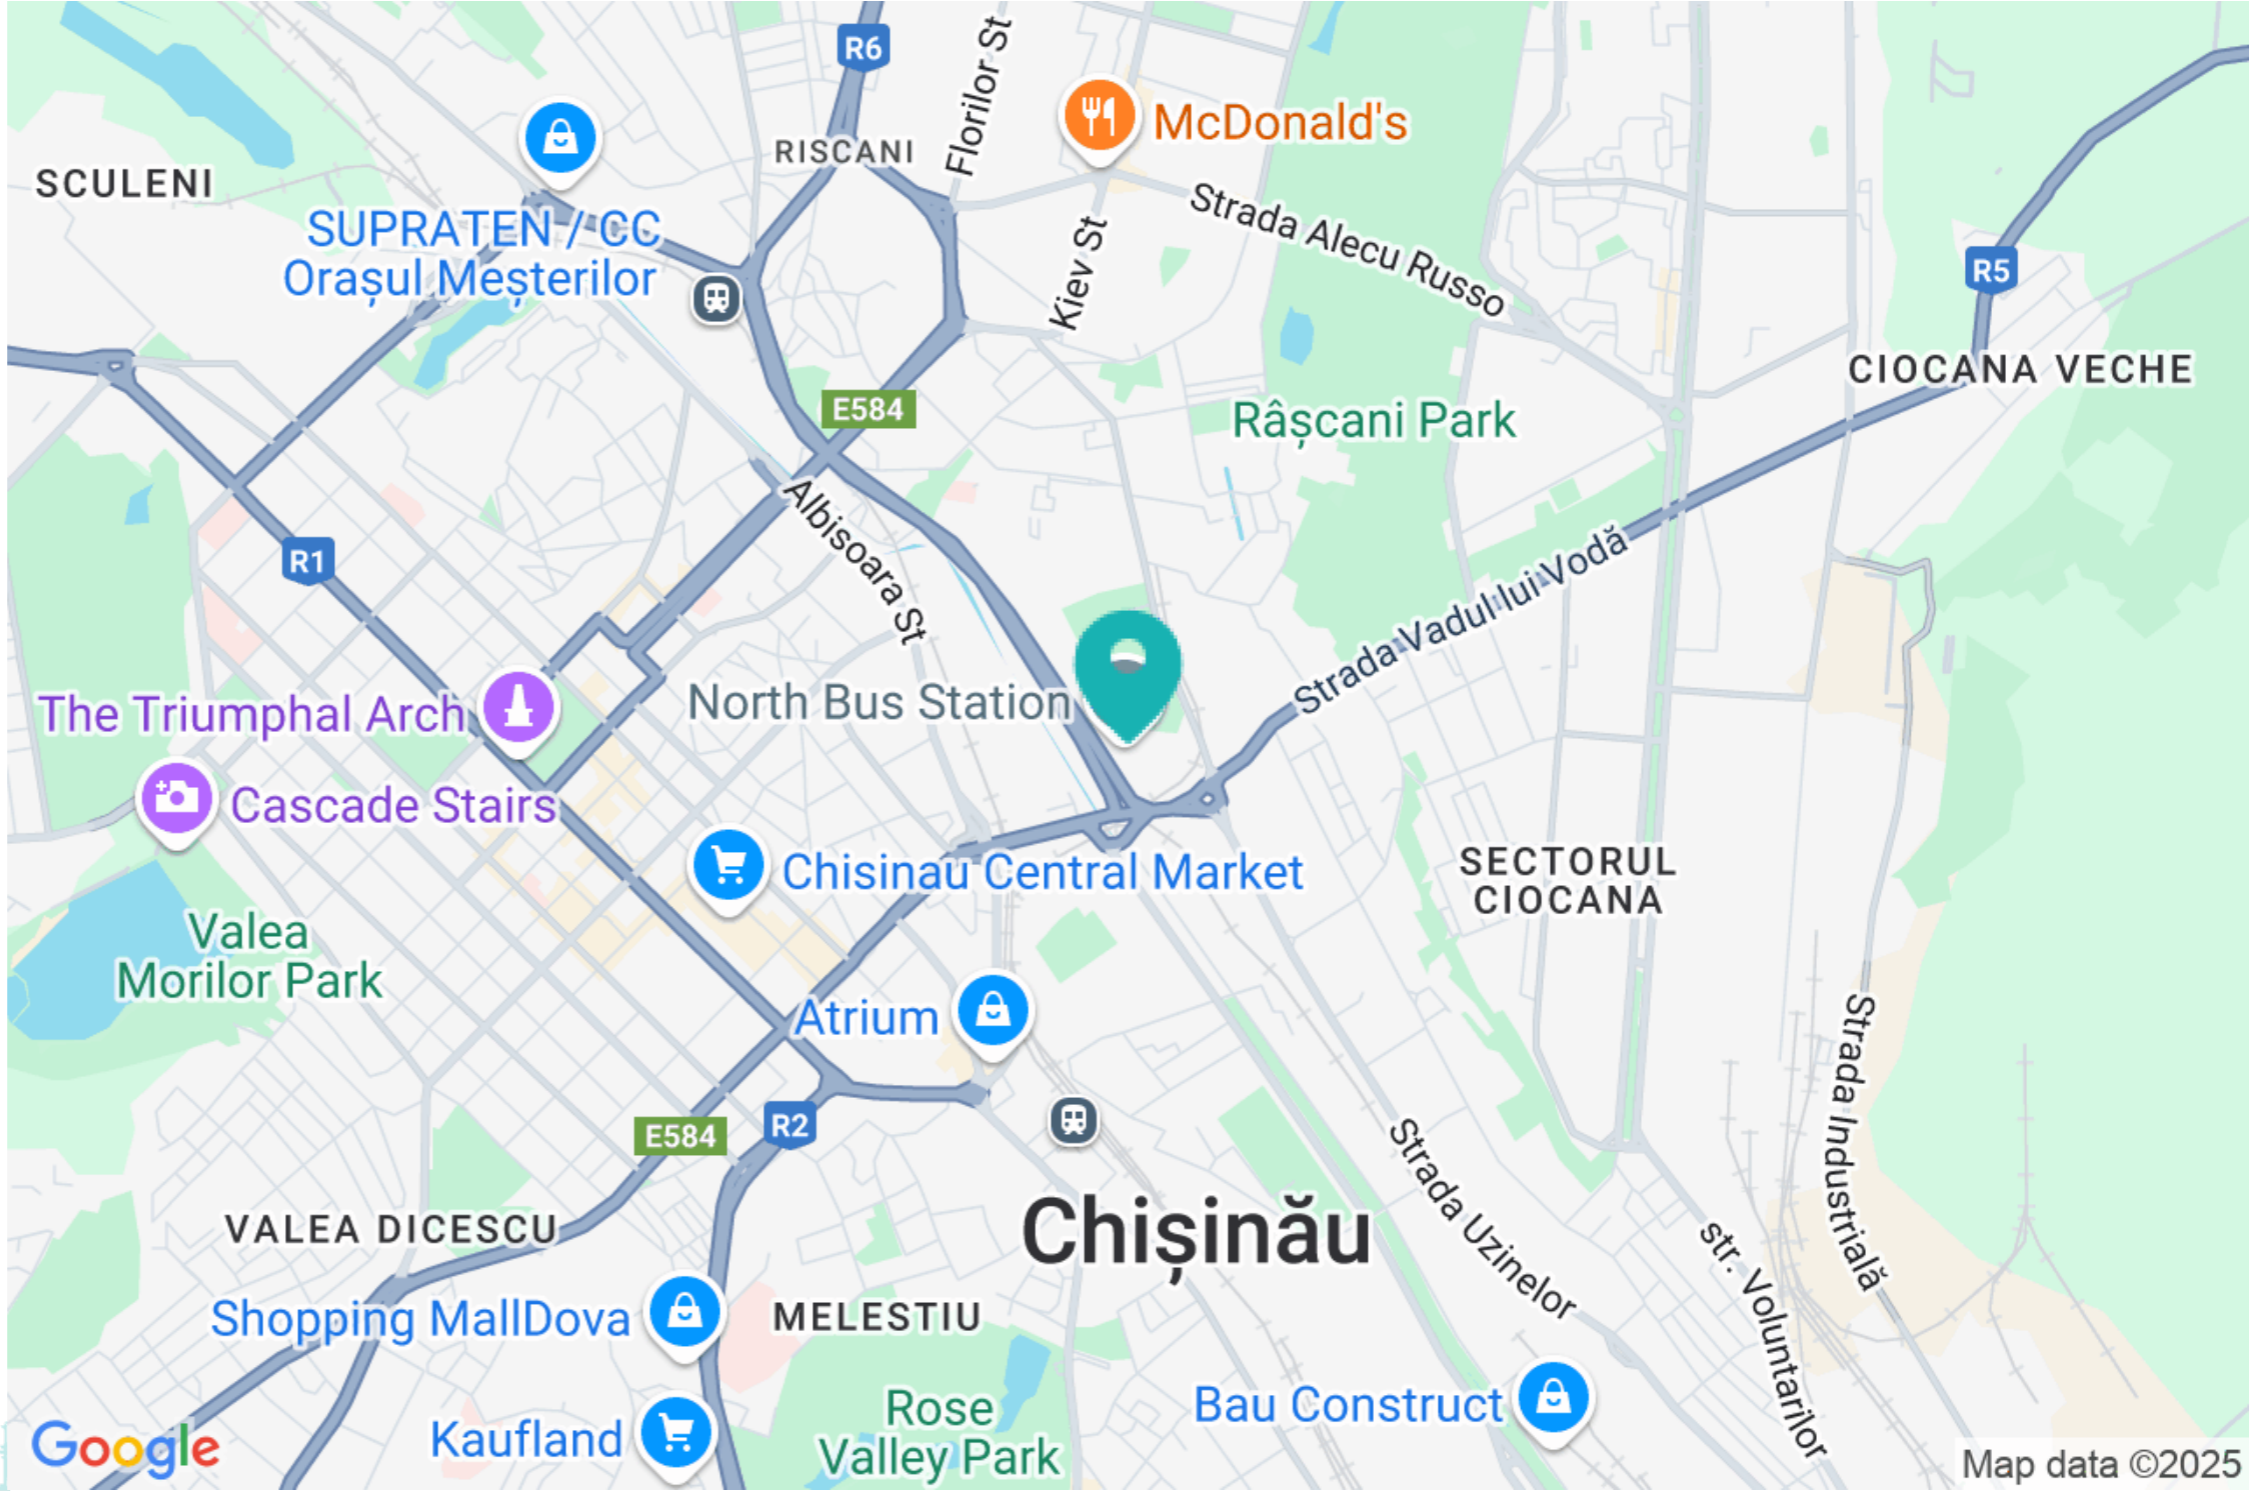 R6
Florilor St
McDonald's
RISCANI
SCULENI
Strada Alecu Russo
SUPRATEN / CC
Orașul Meșterilor
Kiev St
R5
CIOCANA VECHE
E584
Râșcani Park
Albisoara St
R1
Strada Vadul lui Vodă
The Triumphal Arch
North Bus Station
Cascade Stairs
Chisinau Central Market
SECTORUL
CIOCANA
Valea
Morilor Park
Atrium
Strada Industrială
E584
R2
Strada Uzinelor
VALEA DICESCU
Chișinău
str. Voluntarilor
Shopping MallDova
MELESTIU
Bau Construct
Rose
Valley Park
Kaufland
Google
Map data ©2025